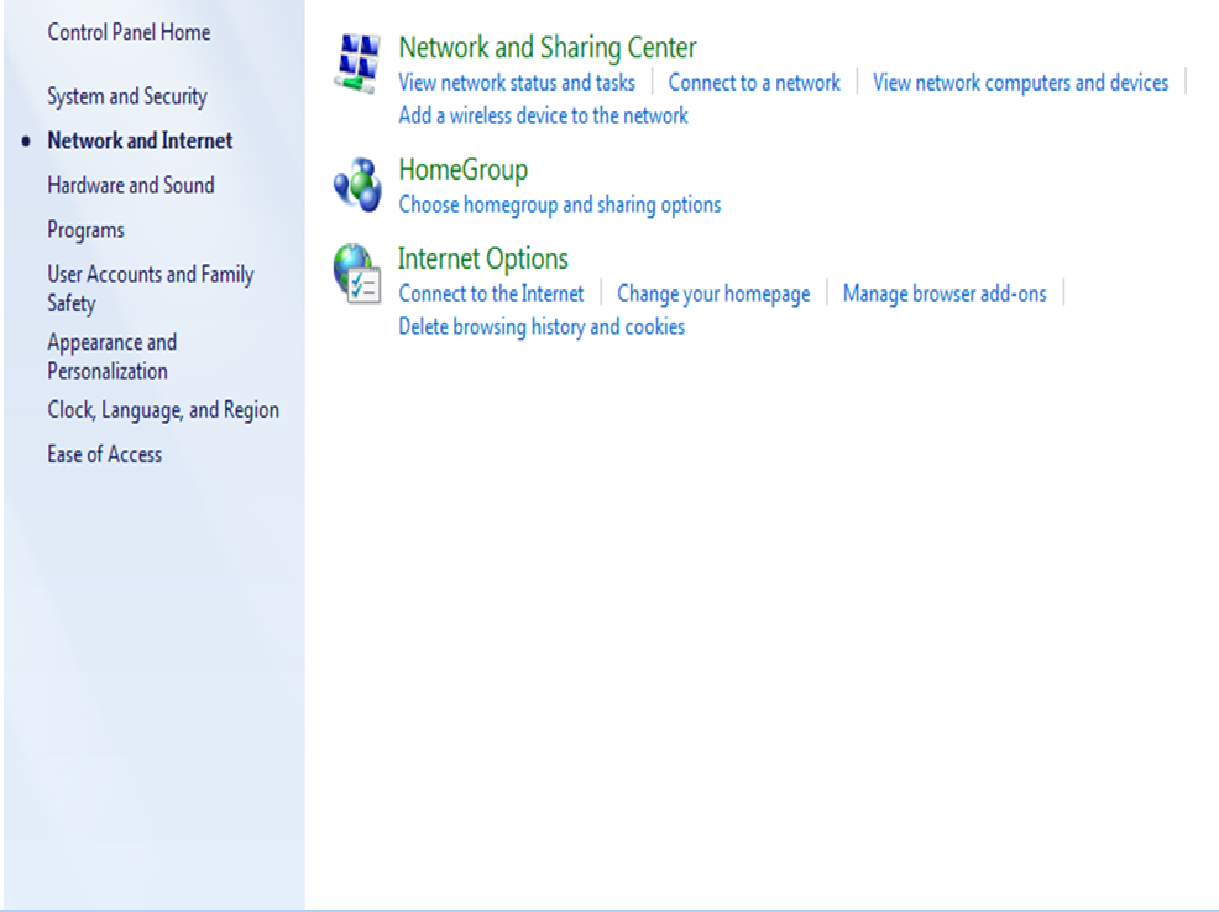 Control Panel Home
System and Security
Network and Internet
Hardware and Sound
Programs
User Accounts and Family
Safety
Appearance and
Personalization
Clock, Language, and Region
Ease of Access
Network and Sharing Center
View network status and tasks
Connect to a network
View network computers and devices
Add a wireless device to the network
HomeGroup
Choose homegroup and sharing options
Internet Options
Connect to the Internet
Change your homepage
Manage browser add-ons
Delete browsing history and cookies